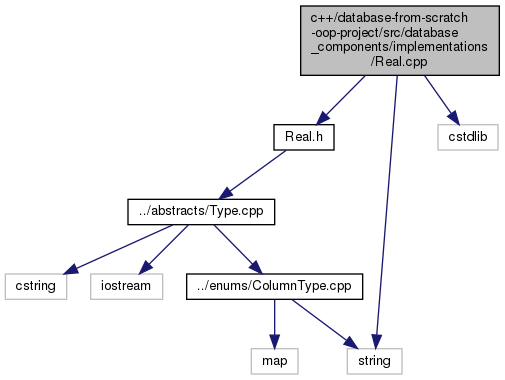 c++/database-from-scratch
-oop-project/src/database
_components/implementations
/Real.cpp
Real.h
cstdlib
../abstracts/Type.cpp
cstring
iostream
../enums/ColumnType.cpp
map
string